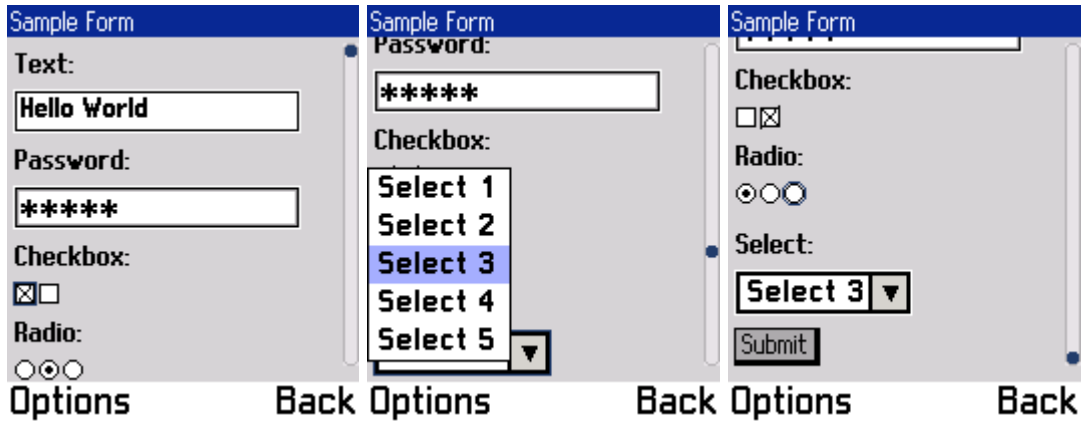 Sample Form
Text:
Hello World
Password:
*****
Checkbox:
Radio:
Options Back
Sample Form
Password:
*****
Checkbox:
Select 1
Select 2
Select 3
Select 4
Select 5
Options Back
Sample Form
Checkbox:
Radio:
Select:
Select 3
Submit
Options Back